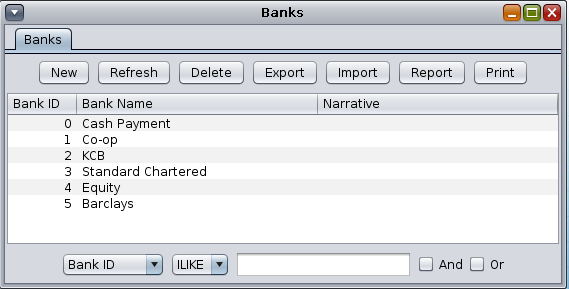 Banks
Banks
New Refresh Delete Export Import Report Print
Bank ID Bank Name Narrative
0 Cash Payment
1 Co-op
2 KCB
3 Standard Chartered
4 Equity
5 Barclays
Bank ID ILIKE And Or